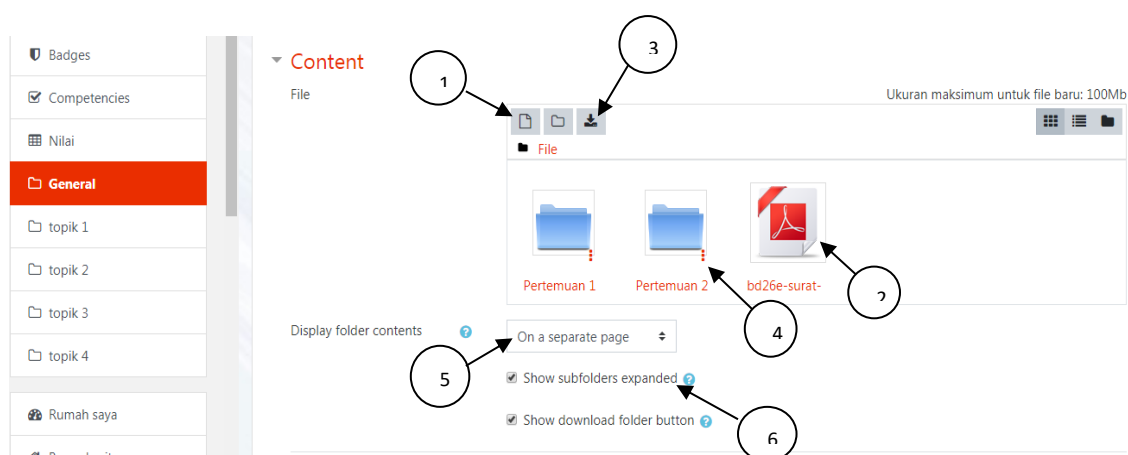 Badges
Competencies
Nilai
General
topik 1
topik 2
topik 3
topik 4
Rumah saya
Content
File
Ukuran maksimum untuk file baru: 100Mb
File
Pertemuan 1
Pertemuan 2
bd26e-surat-
Display folder contents
On a separate page
Show subfolders expanded
Show download folder button
1
3
2
4
5
6